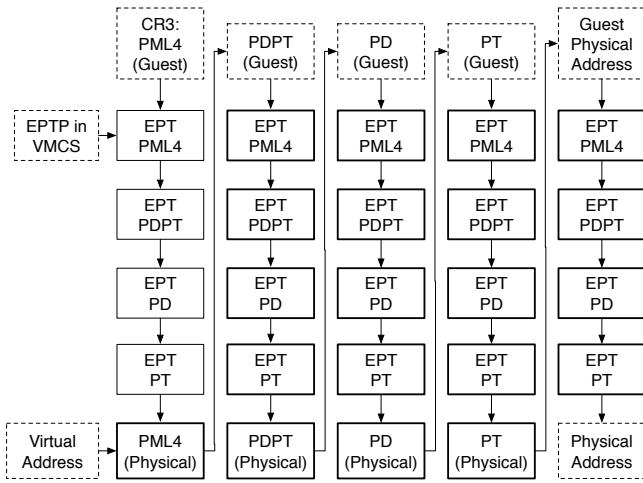 CR3:
PML4
(Guest)
PDPT
(Guest)
PD
(Guest)
PT
(Guest)
Guest
Physical
Address
EPTP in
VMCS
EPT
PML4
EPT
PML4
EPT
PML4
EPT
PML4
EPT
PML4
EPT
PDPT
EPT
PDPT
EPT
PDPT
EPT
PDPT
EPT
PDPT
EPT
PD
EPT
PD
EPT
PD
EPT
PD
EPT
PD
EPT
PT
EPT
PT
EPT
PT
EPT
PT
EPT
PT
Virtual
Address
PML4
(Physical)
PDPT
(Physical)
PD
(Physical)
PT
(Physical)
Physical
Address